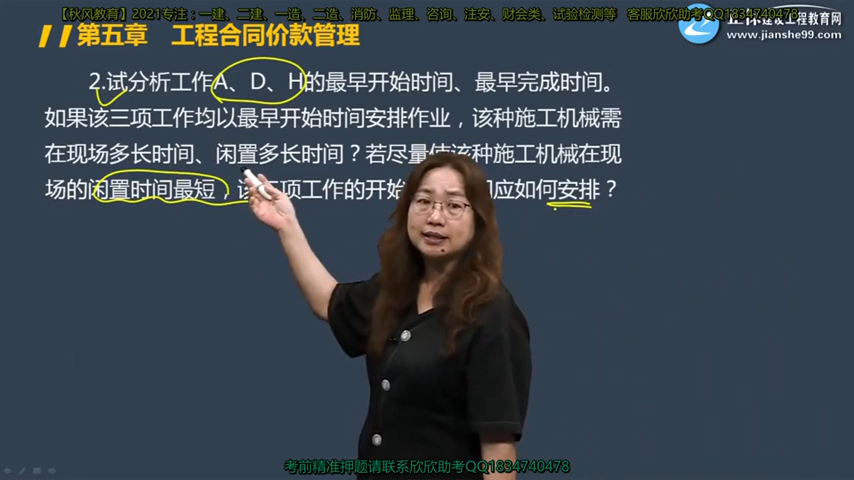 【秋风教育】2021专注：一建、二建、一造、二造、消防、监理、咨询、注安、财会类、试验检测等 客服欣欣助考QQ1834740478
第五章 工程合同价款管理
建设工程教育网
www.jianshe99.com
2.试分析工作A、D、H的最早开始时间、最早完成时间。
如果该三项工作均以最早开始时间安排作业，该种施工机械需
在现场多长时间、闲置多长时间？若尽量使该种施工机械在现
场的闲置时间最短，该三项工作的开始 应如何安排？
考前精准押题请联系欣欣助考QQ1834740478